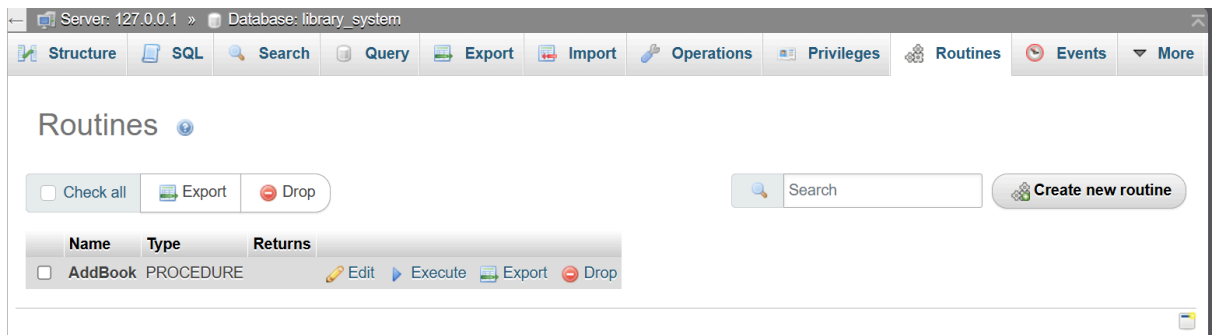 Server: 127.0.0.1 » Database: library_system
Structure SQL Search Query Export Import Operations Privileges Routines Events More
Routines
Check all Export Drop Search Create new routine
Name Type Returns
AddBook PROCEDURE Edit Execute Export Drop